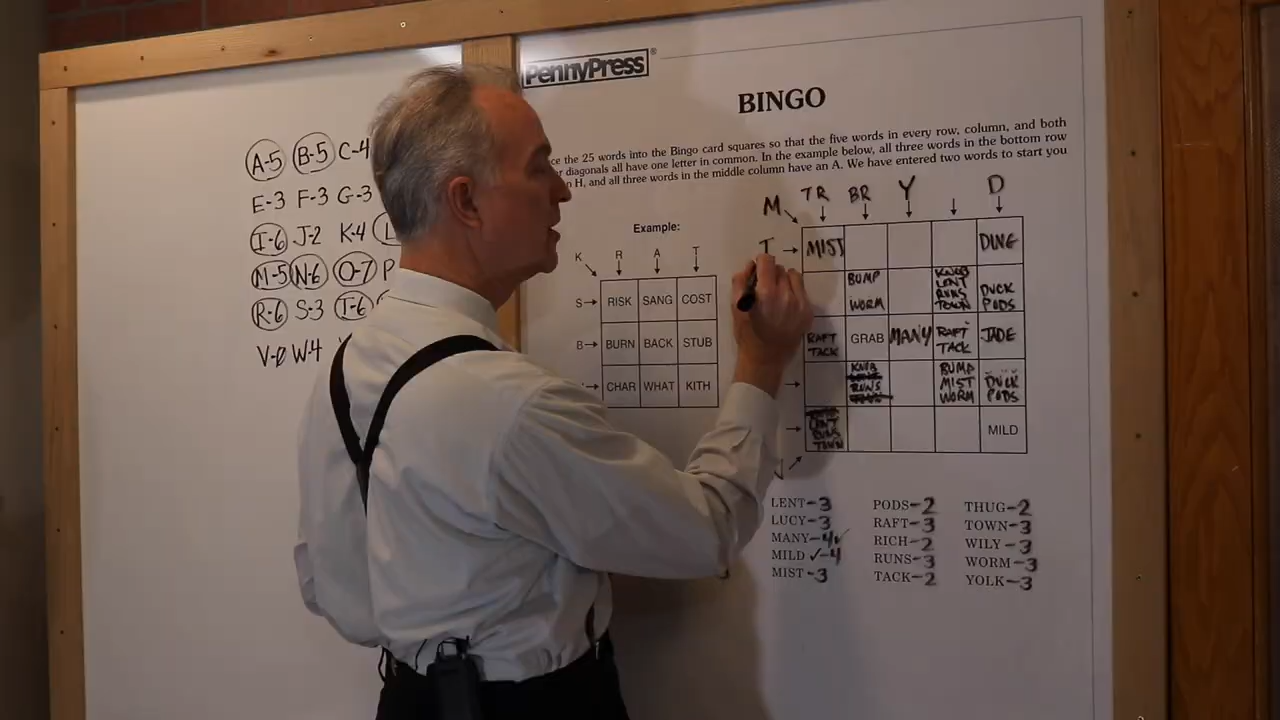 PennyPress®
BINGO
ce the 25 words into the Bingo card squares so that the five words in every row, column, and both
diagonals all have one letter in common. In the example below, all three words in the bottom row
H, and all three words in the middle column have an A. We have entered two words to start you
A-5 B-5 C-4
E-3 F-3 G-3
I-6 J-2 K-4
M-5 N-6 O-7 P
R-6 S-3 T-6
V-0 W-4
Example:
K R A T
S→ RISK SANG COST
B→ BURN BACK STUB
CHAR WHAT KITH
M TR BR Y D
T → MIST DING
BUMP WORM KNOB LENT RUNS TOWN DUCK PODS
RAFT TACK GRAB MANY RAFT TACK JADE
RUNS BUMP MIST WORM DUCK PODS
LENT RUNS TOWN MILD
LENT-3 PODS-2 THUG-2
LUCY-3 RAFT-3 TOWN-3
MANY-4✓ RICH-2 WILY-3
MILD ✓-4 RUNS-3 WORM-3
MIST-3 TACK-2 YOLK-3